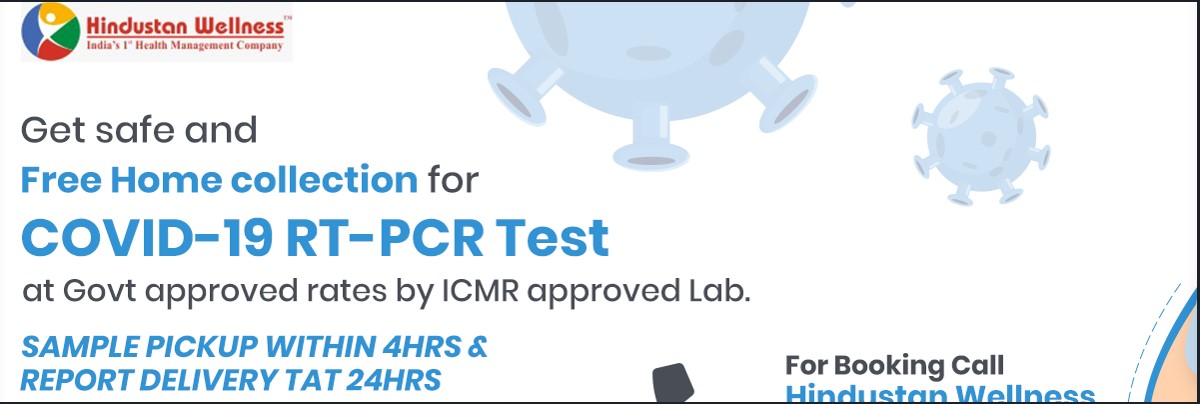 Hindustan Wellness™
India's 1st Health Management Company
Get safe and
Free Home collection for
COVID-19 RT-PCR Test
at Govt approved rates by ICMR approved Lab.
SAMPLE PICKUP WITHIN 4HRS &
REPORT DELIVERY TAT 24HRS
For Booking Call
Hindustan Wellness